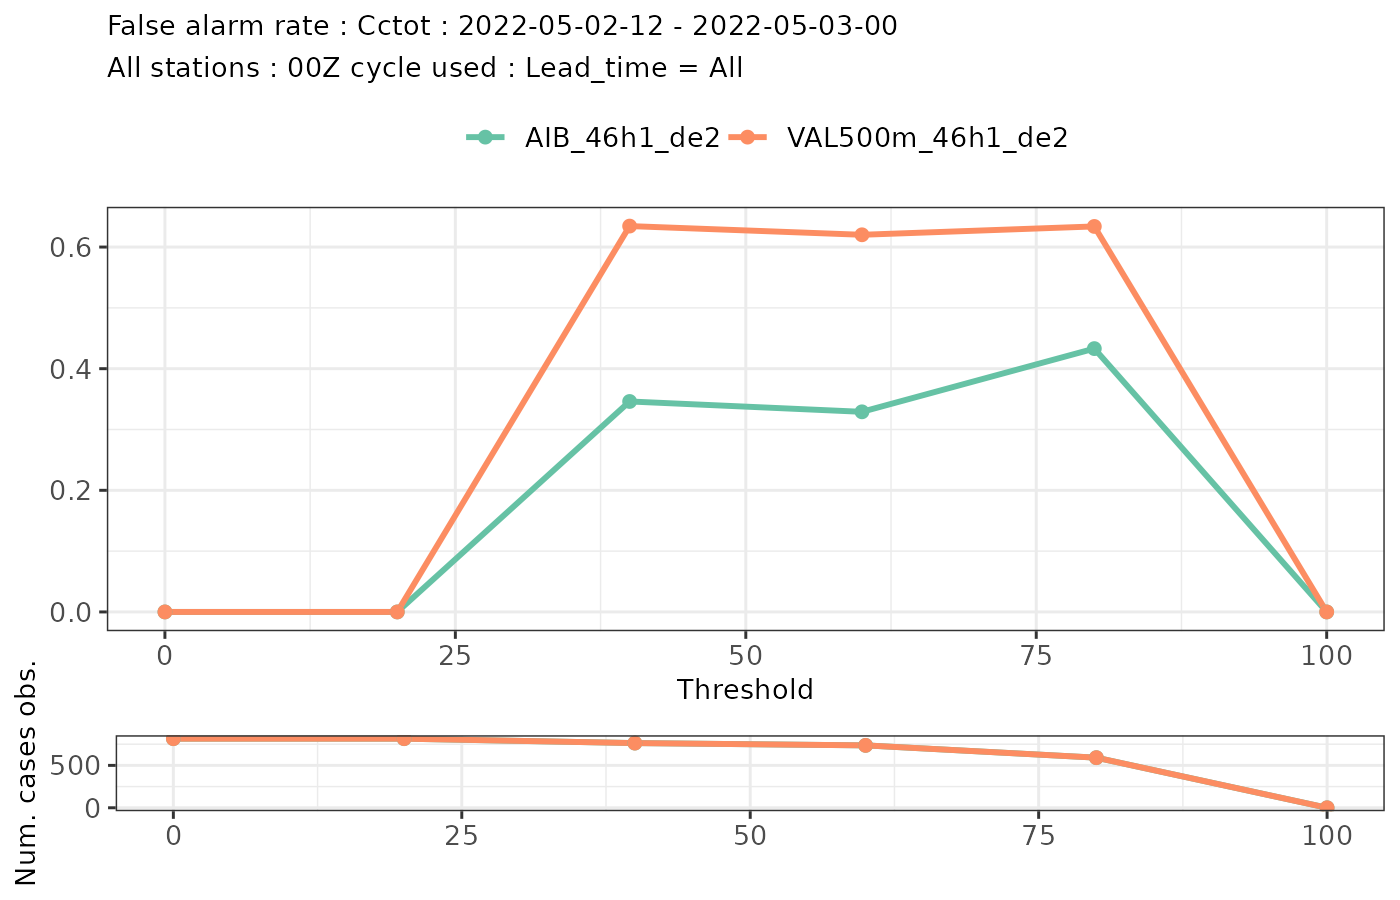 False alarm rate : Cctot : 2022-05-02-12 - 2022-05-03-00
All stations : 00Z cycle used : Lead_time = All
AIB_46h1_de2 VAL500m_46h1_de2
0.6
0.4
0.2
0.0
0 25 50 75 100
Threshold
Num. cases obs.
500
0
0 25 50 75 100